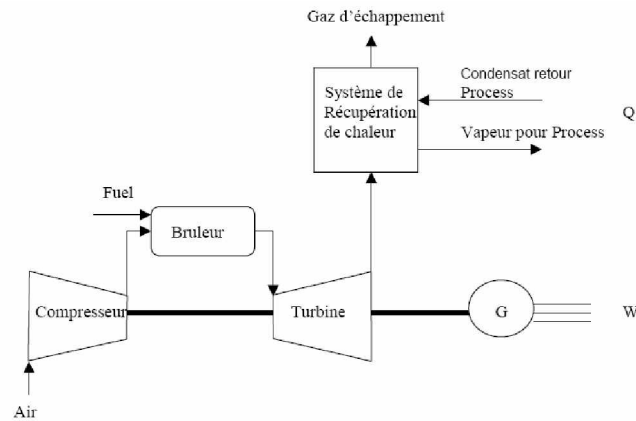 Gaz d'échappement
Système de
Récupération
de chaleur
Condensat retour
Process
Q
Vapeur pour Process
Fuel
Bruleur
Compresseur
Turbine
G
W
Air